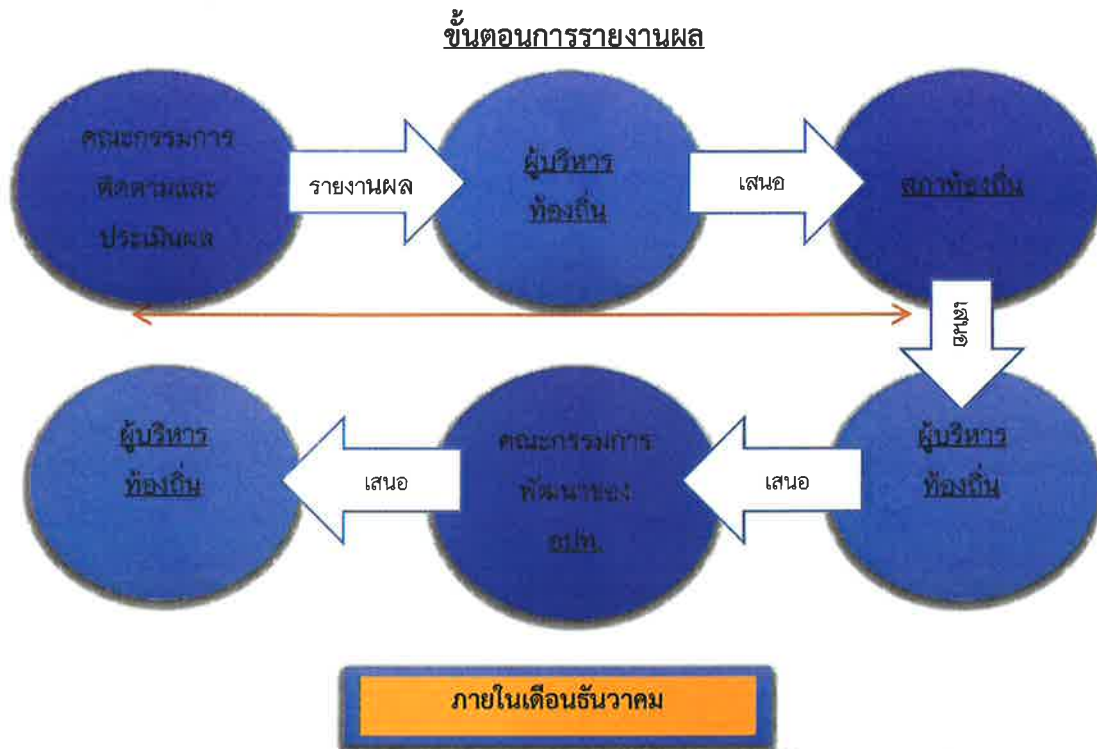 ขั้นตอนการรายงานผล
คณะกรรมการ
ติดตามและ
ประเมินผล
รายงานผล
ผู้บริหาร
ท้องถิ่น
เสนอ
สภาท้องถิ่น
เสนอ
ผู้บริหาร
ท้องถิ่น
เสนอ
คณะกรรมการ
พัฒนาของ
อปท.
เสนอ
ผู้บริหาร
ท้องถิ่น
ภายในเดือนธันวาคม